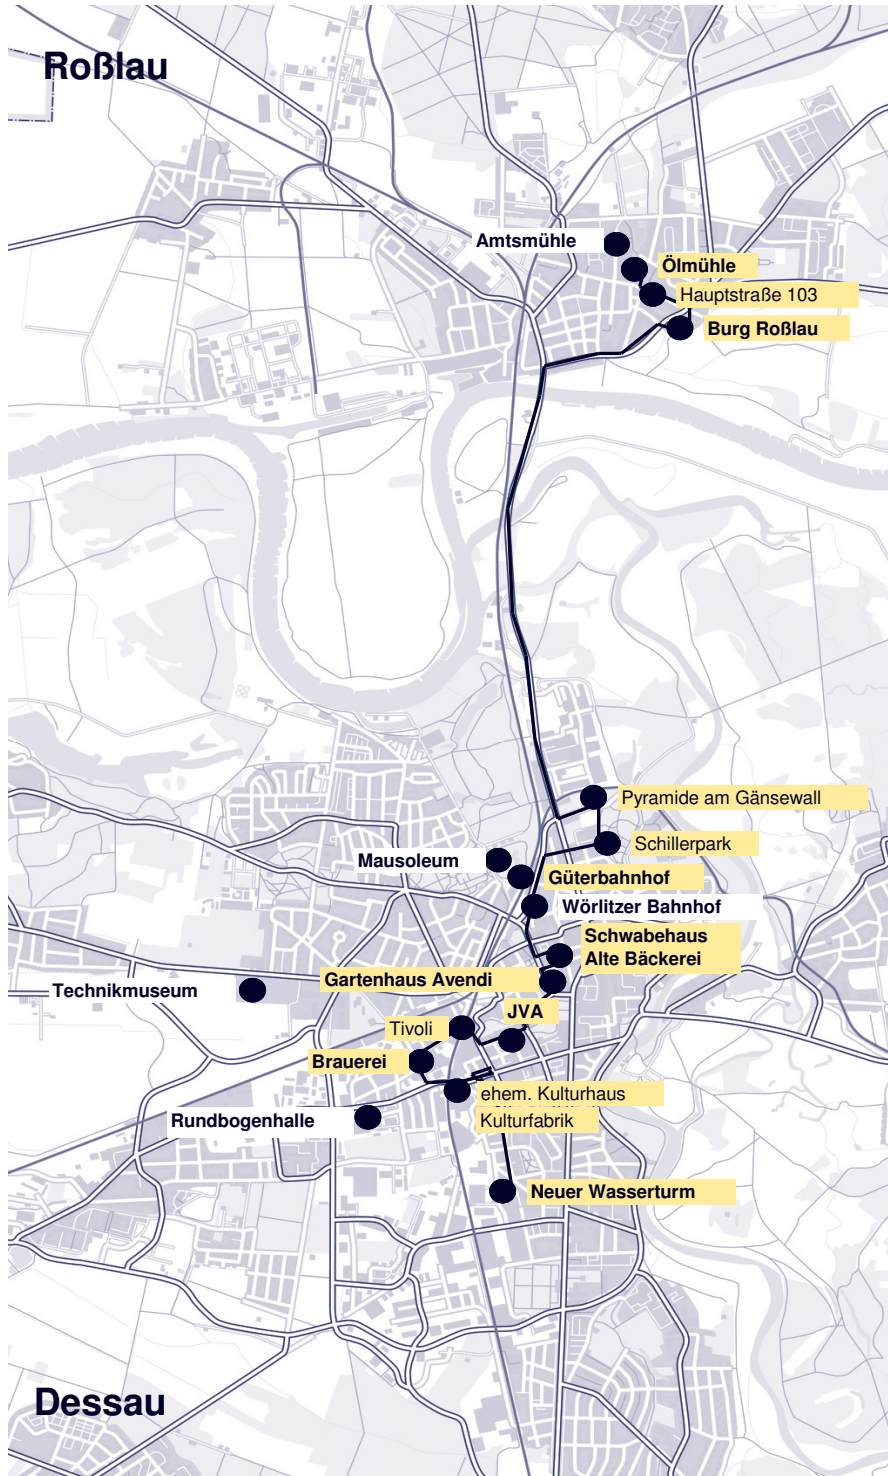 Roßlau
Amtsmühle
Ölmühle
Hauptstraße 103
Burg Roßlau
Pyramide am Gänsewall
Schillerpark
Mausoleum
Güterbahnhof
Wörlitzer Bahnhof
Schwabehaus
Alte Bäckerei
Gartenhaus Avendi
Technikmuseum
JVA
Tivoli
Brauerei
ehem. Kulturhaus
Rundbogenhalle
Kulturfabrik
Neuer Wasserturm
Dessau